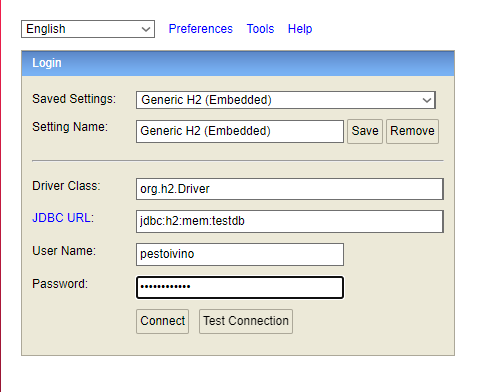 English Preferences Tools Help
Login
Saved Settings: Generic H2 (Embedded)
Setting Name: Generic H2 (Embedded) Save Remove
Driver Class: org.h2.Driver
JDBC URL: jdbc:h2:mem:testdb
User Name: pestoivino
Password: ••••••••••••
Connect Test Connection